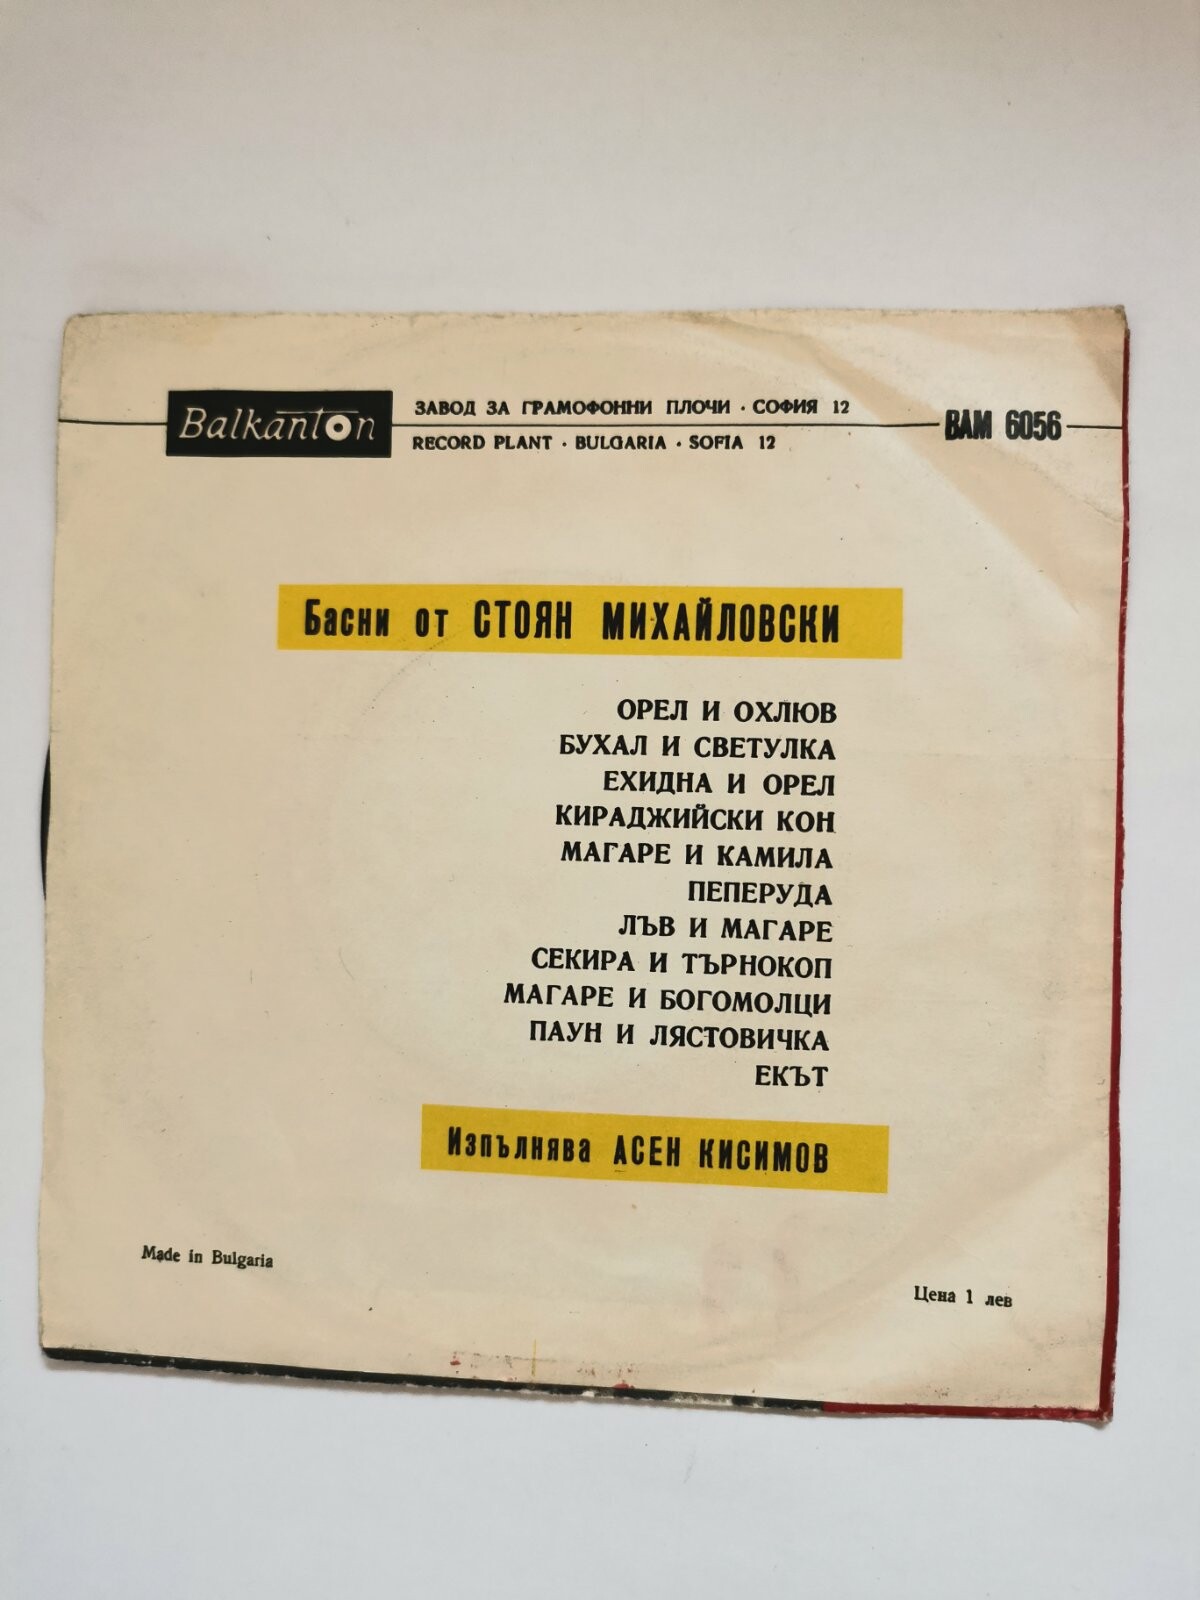 Balkanton
ЗАВОД ЗА ГРАМОФОННИ ПЛОЧИ · СОФИЯ 12
RECORD PLANT · BULGARIA · SOFIA 12
ВАМ 6056
Басни от СТОЯН МИХАЙЛОВСКИ
ОРЕЛ И ОХЛЮВ
БУХАЛ И СВЕТУЛКА
ЕХИДНА И ОРЕЛ
КИРАДЖИЙСКИ КОН
МАГАРЕ И КАМИЛА
ПЕПЕРУДА
ЛЪВ И МАГАРЕ
СЕКИРА И ТЪРНОКОП
МАГАРЕ И БОГОМОЛЦИ
ПАУН И ЛЯСТОВИЧКА
ЕКЪТ
Изпълнява АСЕН КИСИМОВ
Made in Bulgaria
Цена 1 лев